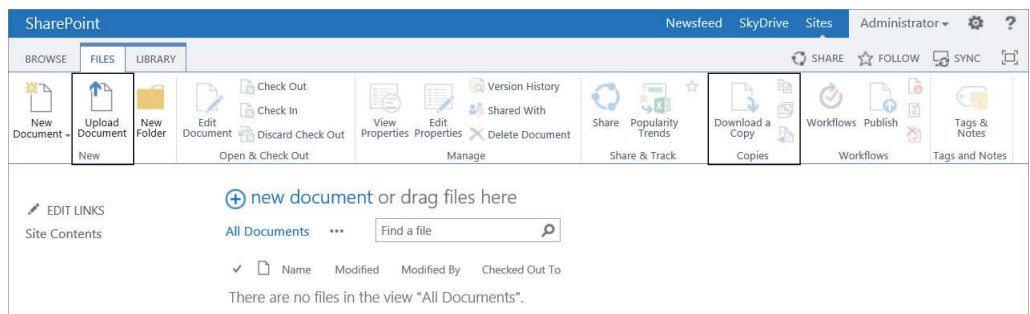 SharePoint Newsfeed SkyDrive Sites Administrator ?
BROWSE FILES LIBRARY SHARE FOLLOW SYNC
New Document
Upload Document
New Folder
New
Edit Document
Check Out
Check In
Discard Check Out
Open & Check Out
View Properties
Edit Properties
Version History
Shared With
Delete Document
Manage
Share
Popularity Trends
Share & Track
Download a Copy
Copies
Workflows
Publish
Workflows
Tags & Notes
Tags and Notes
EDIT LINKS
Site Contents
new document or drag files here
All Documents ••• Find a file
Name Modified Modified By Checked Out To
There are no files in the view "All Documents".